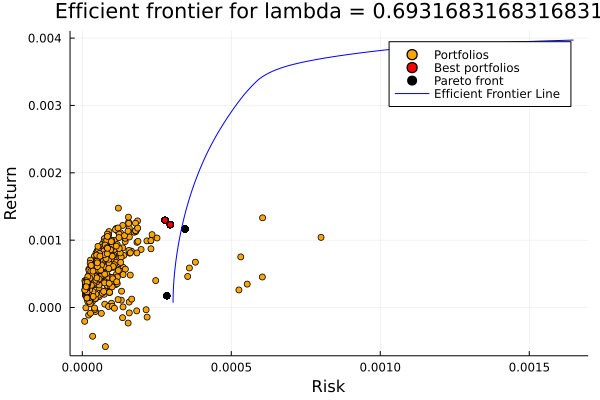 Efficient frontier for lambda = 0.6931683168316831
0.004
0.003
0.002
0.001
0.000
Return
Portfolios
Best portfolios
Pareto front
Efficient Frontier Line
0.0000
0.0005
0.0010
0.0015
Risk